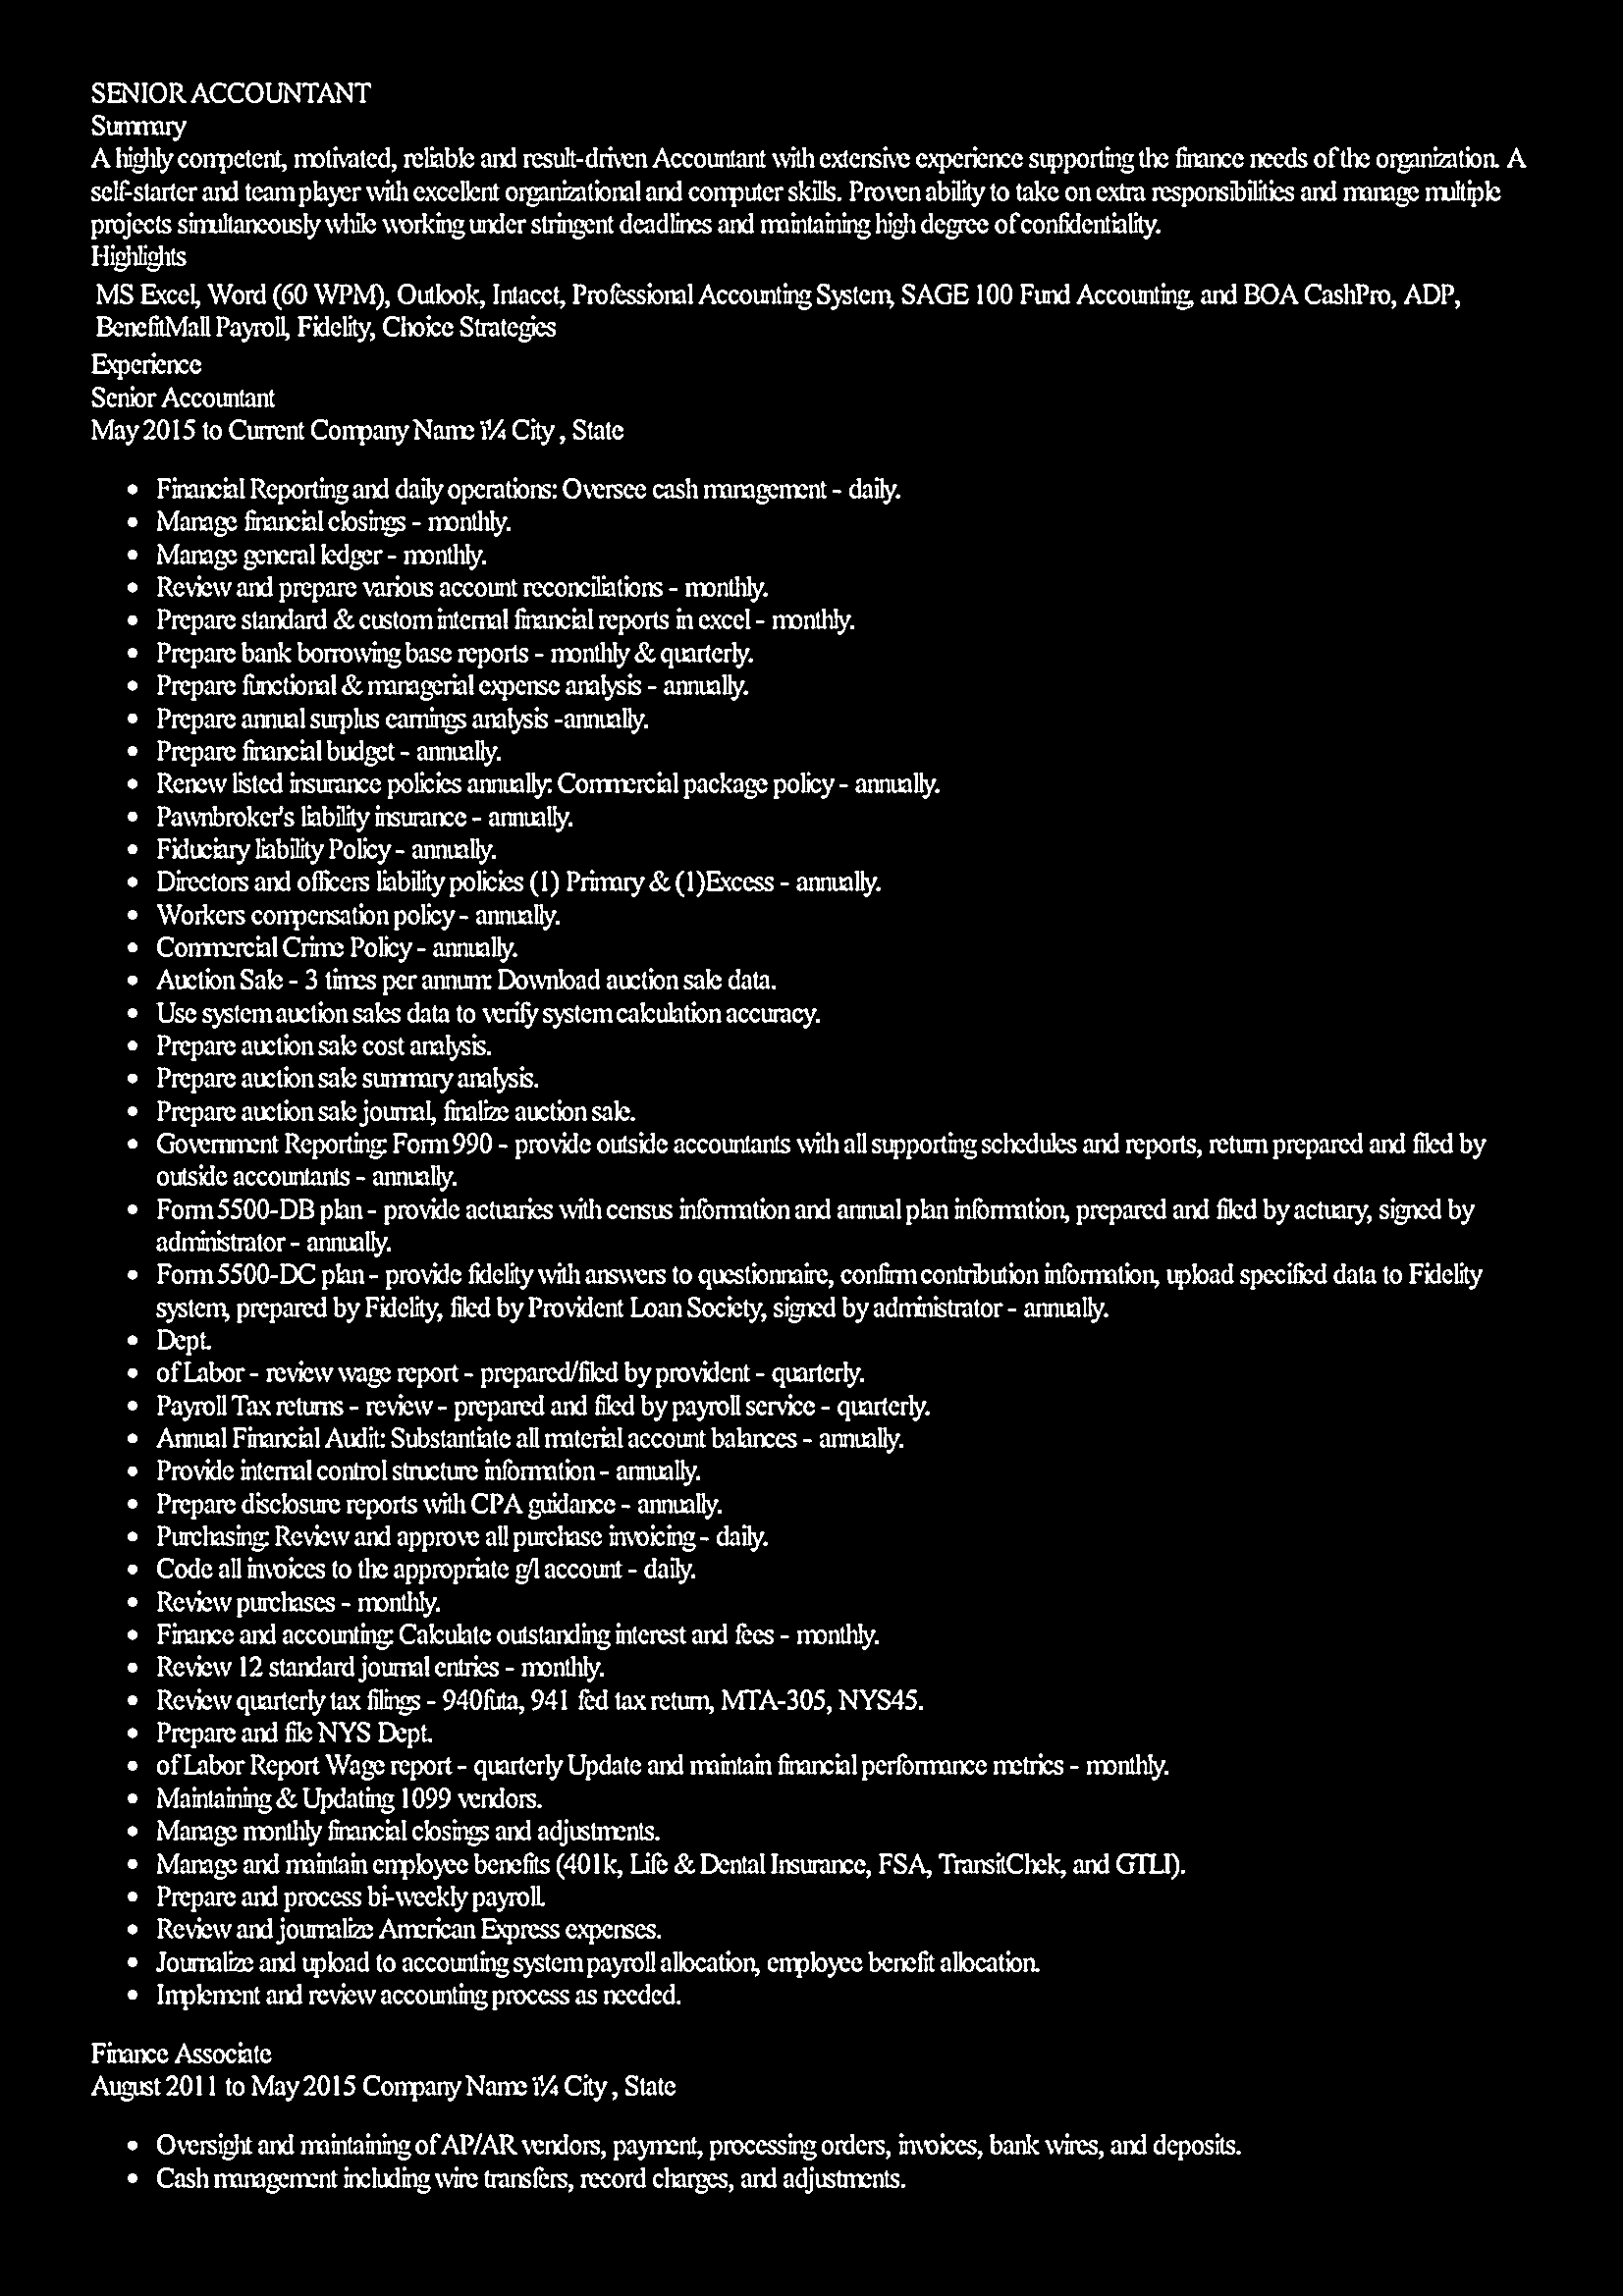 SENIOR ACCOUNTANT
Summary
A highly competent, motivated, reliable and result-driven Accountant with extensive experience supporting the finance needs of the organization. A
self-starter and team player with excellent organizational and computer skills. Proven ability to take on extra responsibilities and manage multiple
projects simultaneously while working under stringent deadlines and maintaining high degree of confidentiality.
Highlights
MS Excel, Word (60 WPM), Outlook, Intacct, Professional Accounting System, SAGE 100 Fund Accounting, and BOA CashPro, ADP,
BenefitMall Payroll, Fidelity, Choice Strategies
Experience
Senior Accountant
May 2015 to Current Company Name ï¼ City , State
• Financial Reporting and daily operations: Oversee cash management - daily.
• Manage financial closings - monthly.
• Manage general ledger - monthly.
• Review and prepare various account reconciliations - monthly.
• Prepare standard & custom internal financial reports in excel - monthly.
• Prepare bank borrowing base reports - monthly & quarterly.
• Prepare functional & managerial expense analysis - annually.
• Prepare annual surplus earnings analysis -annually.
• Prepare financial budget - annually.
• Renew listed insurance policies annually: Commercial package policy - annually.
• Pawnbroker's liability insurance - annually.
• Fiduciary liability Policy - annually.
• Directors and officers liability policies (1) Primary & (1)Excess - annually.
• Workers compensation policy - annually.
• Commercial Crime Policy - annually.
• Auction Sale - 3 times per annum: Download auction sale data.
• Use system auction sales data to verify system calculation accuracy.
• Prepare auction sale cost analysis.
• Prepare auction sale summary analysis.
• Prepare auction sale journal, finalize auction sale.
• Government Reporting: Form 990 - provide outside accountants with all supporting schedules and reports, return prepared and filed by
outside accountants - annually.
• Form 5500-DB plan - provide actuaries with census information and annual plan information, prepared and filed by actuary, signed by
administrator - annually.
• Form 5500-DC plan - provide fidelity with answers to questionnaire, confirm contribution information, upload specified data to Fidelity
system, prepared by Fidelity, filed by Provident Loan Society, signed by administrator - annually.
• Dept.
• of Labor - review wage report - prepared/filed by provident - quarterly.
• Payroll Tax returns - review - prepared and filed by payroll service - quarterly.
• Annual Financial Audit: Substantiate all material account balances - annually.
• Provide internal control structure information - annually.
• Prepare disclosure reports with CPA guidance - annually.
• Purchasing: Review and approve all purchase invoicing - daily.
• Code all invoices to the appropriate g/l account - daily.
• Review purchases - monthly.
• Finance and accounting: Calculate outstanding interest and fees - monthly.
• Review 12 standard journal entries - monthly.
• Review quarterly tax filings - 940futa, 941 fed tax return, MTA-305, NYS45.
• Prepare and file NYS Dept.
• of Labor Report Wage report - quarterly Update and maintain financial performance metrics - monthly.
• Maintaining & Updating 1099 vendors.
• Manage monthly financial closings and adjustments.
• Manage and maintain employee benefits (401k, Life & Dental Insurance, FSA, TransitChek, and GTLI).
• Prepare and process bi-weekly payroll.
• Review and journalize American Express expenses.
• Journalize and upload to accounting system payroll allocation, employee benefit allocation.
• Implement and review accounting process as needed.
Finance Associate
August 2011 to May 2015 Company Name ï¼ City , State
• Oversight and maintaining of AP/AR vendors, payment, processing orders, invoices, bank wires, and deposits.
• Cash management including wire transfers, record charges, and adjustments.